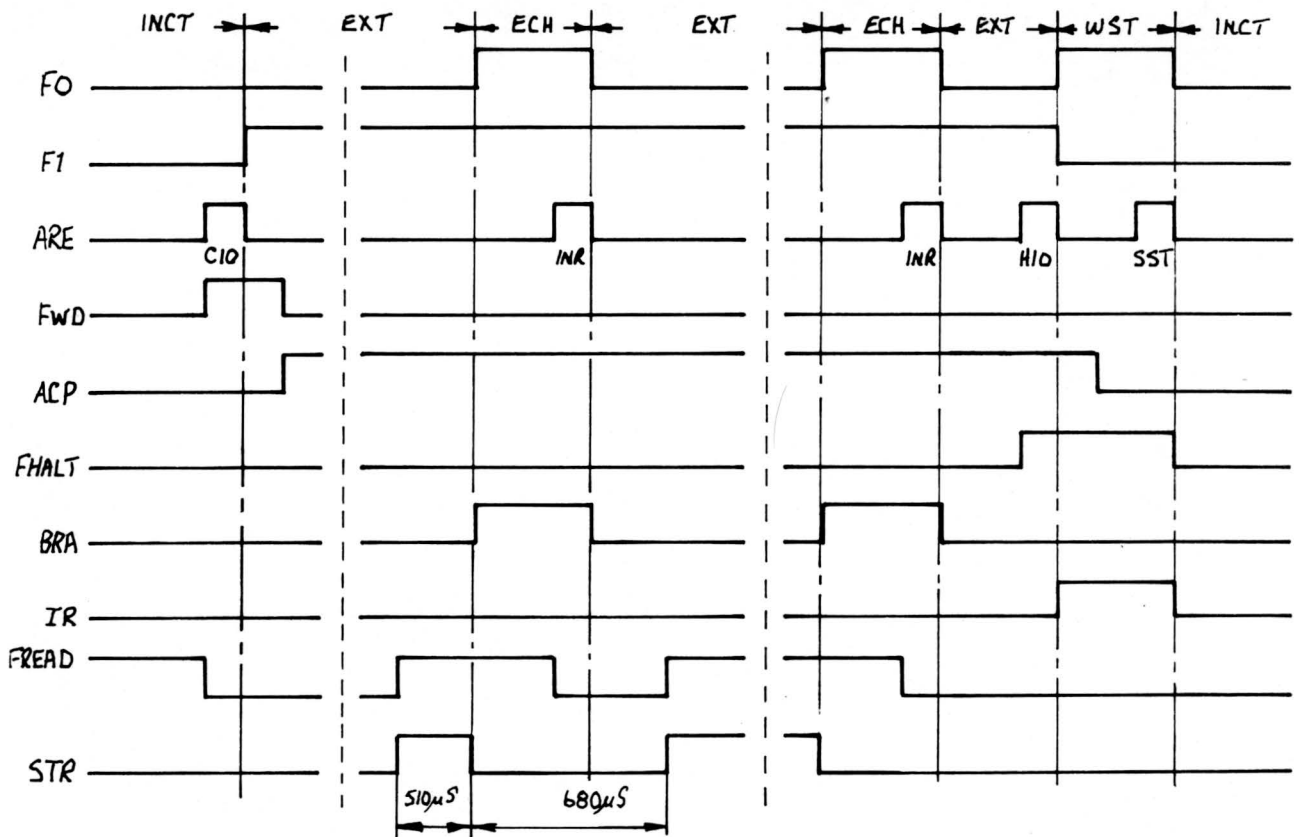 INCT EXT ECH EXT ECH EXT WST INCT
F0
F1
ARE
CIO INR INR HIO SST
FWD
ACP
FHALT
BRA
IR
FREAD
STR
510µS 680µS